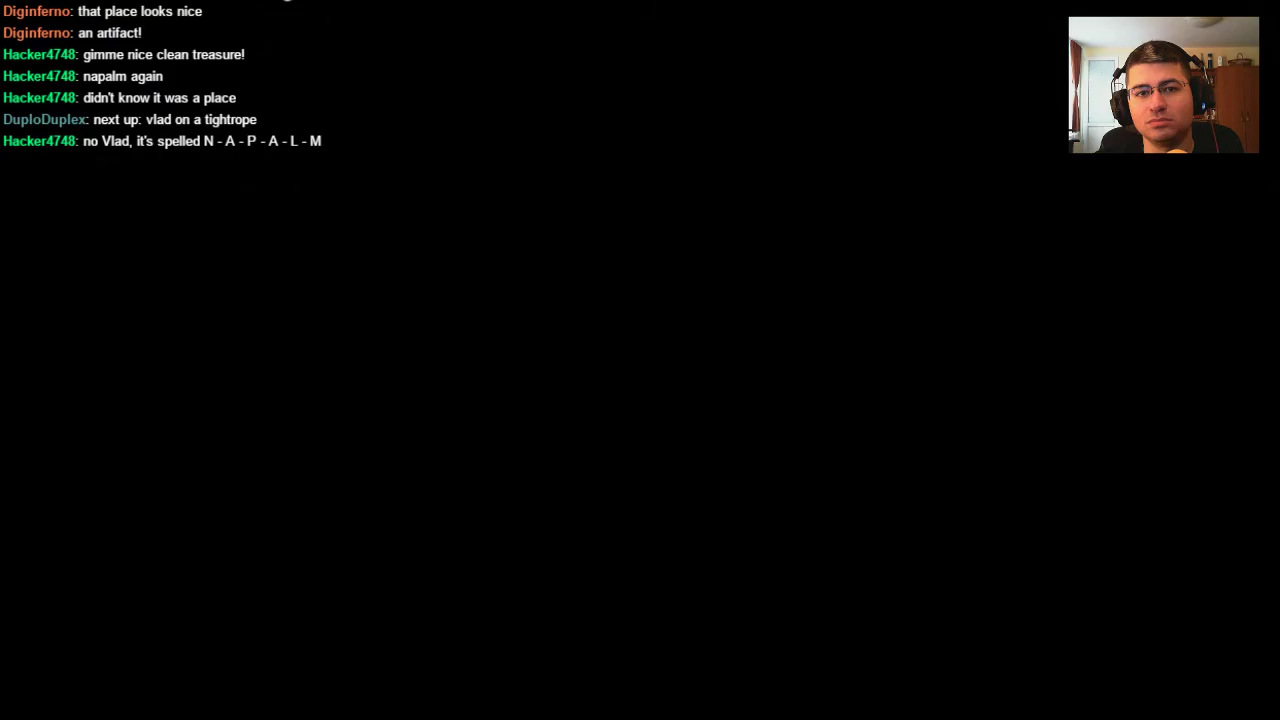 Diginferno: that place looks nice
Diginferno: an artifact!
Hacker4748: gimme nice clean treasure!
Hacker4748: napalm again
Hacker4748: didn't know it was a place
DuploDuplex: next up: vlad on a tightrope
Hacker4748: no Vlad, it's spelled N - A - P - A - L - M